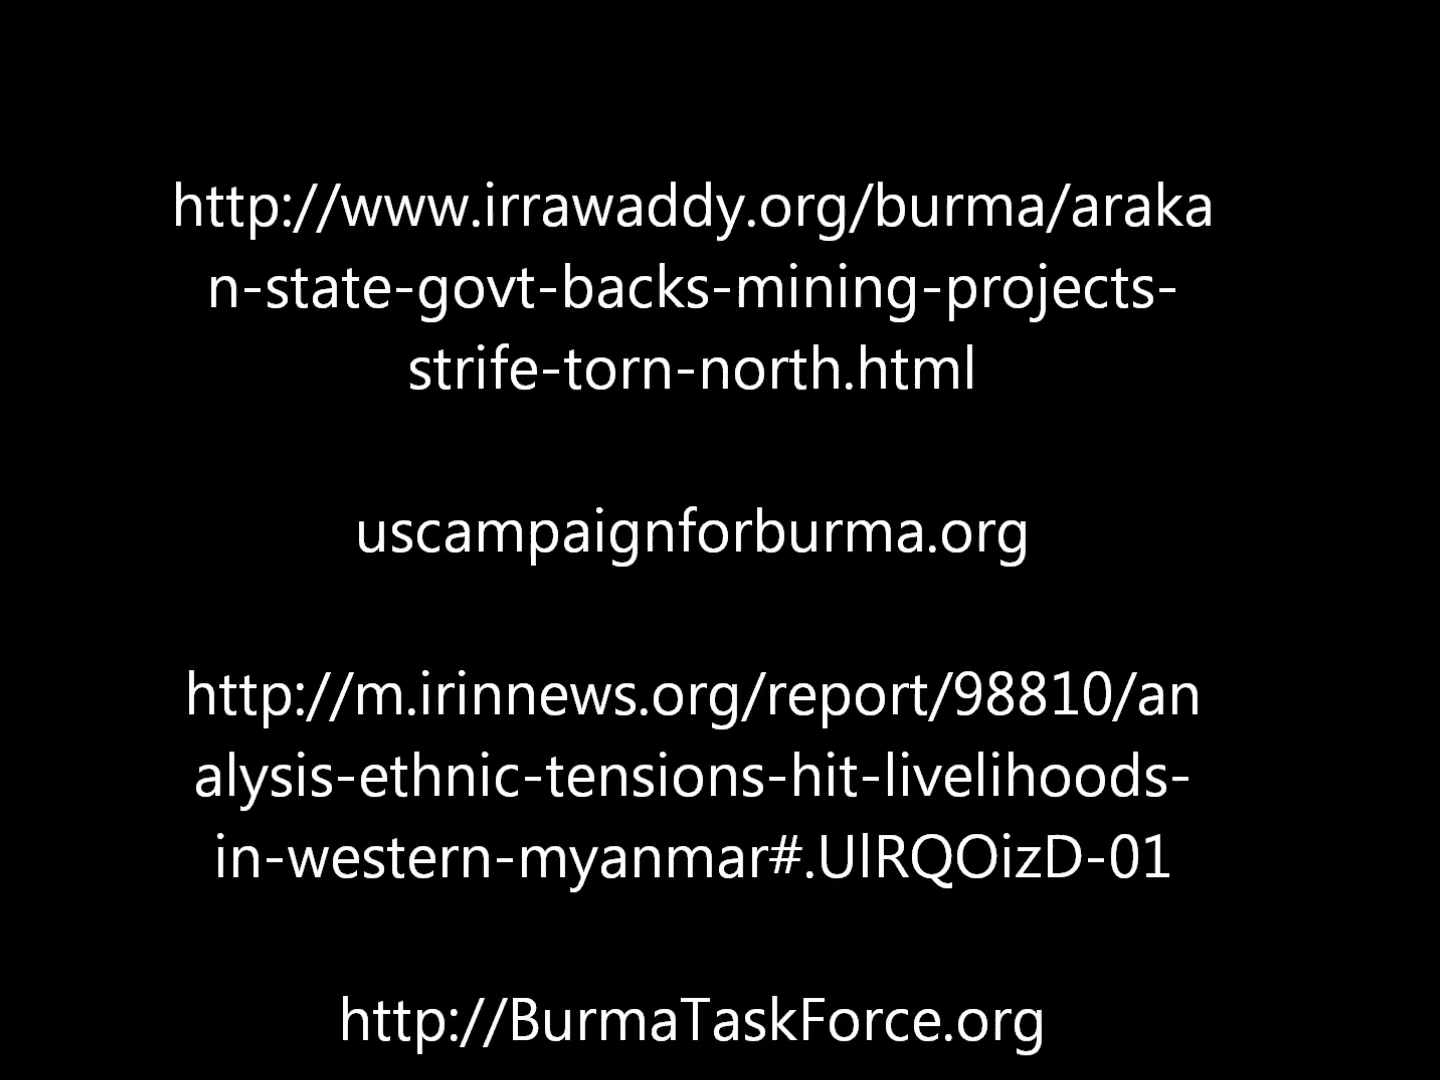 http://www.irrawaddy.org/burma/araka
n-state-govt-backs-mining-projects-
strife-torn-north.html
uscampaignforburma.org
http://m.irinnews.org/report/98810/an
alysis-ethnic-tensions-hit-livelihoods-
in-western-myanmar#.UlRQOizD-01
http://BurmaTaskForce.org